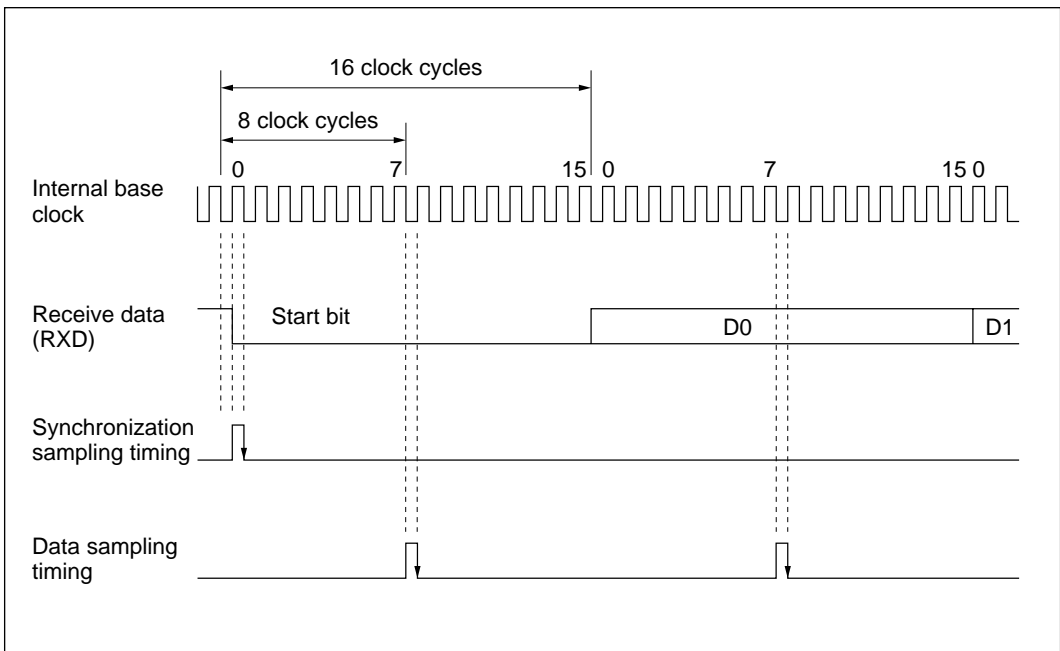 16 clock cycles
8 clock cycles
0 7 15 0 7 15 0
Internal base
clock
Receive data
(RXD)
Start bit
D0
D1
Synchronization
sampling timing
Data sampling
timing